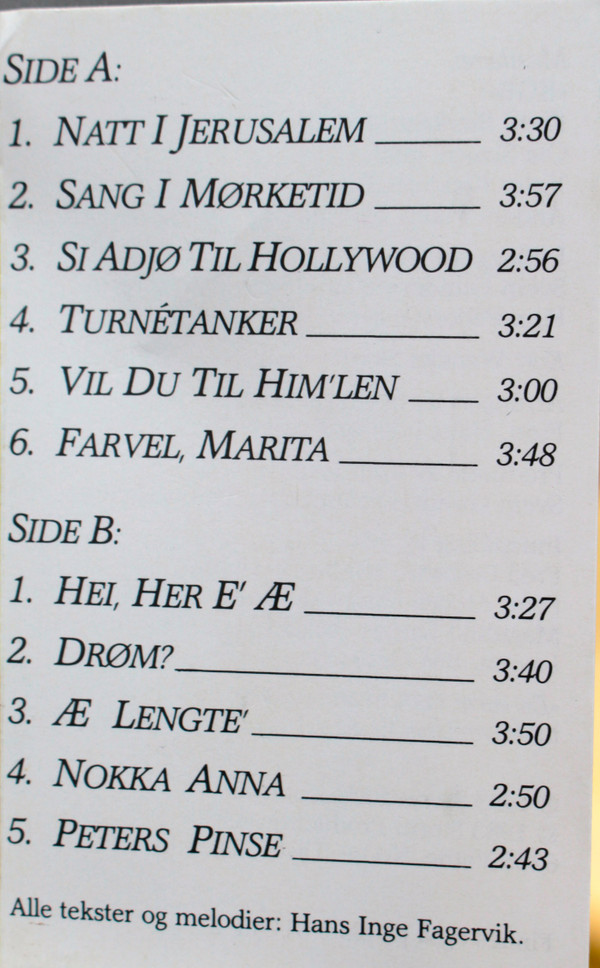 SIDE A:
1. NATT I JERUSALEM 3:30
2. SANG I MØRKETID 3:57
3. SI ADJØ TIL HOLLYWOOD 2:56
4. TURNÉTANKER 3:21
5. VIL DU TIL HIM'LEN 3:00
6. FARVEL, MARITA 3:48
SIDE B:
1. HEI, HER E' Æ 3:27
2. DRØM? 3:40
3. Æ LENGTE' 3:50
4. NOKKA ANNA 2:50
5. PETERS PINSE 2:43
Alle tekster og melodier: Hans Inge Fagervik.